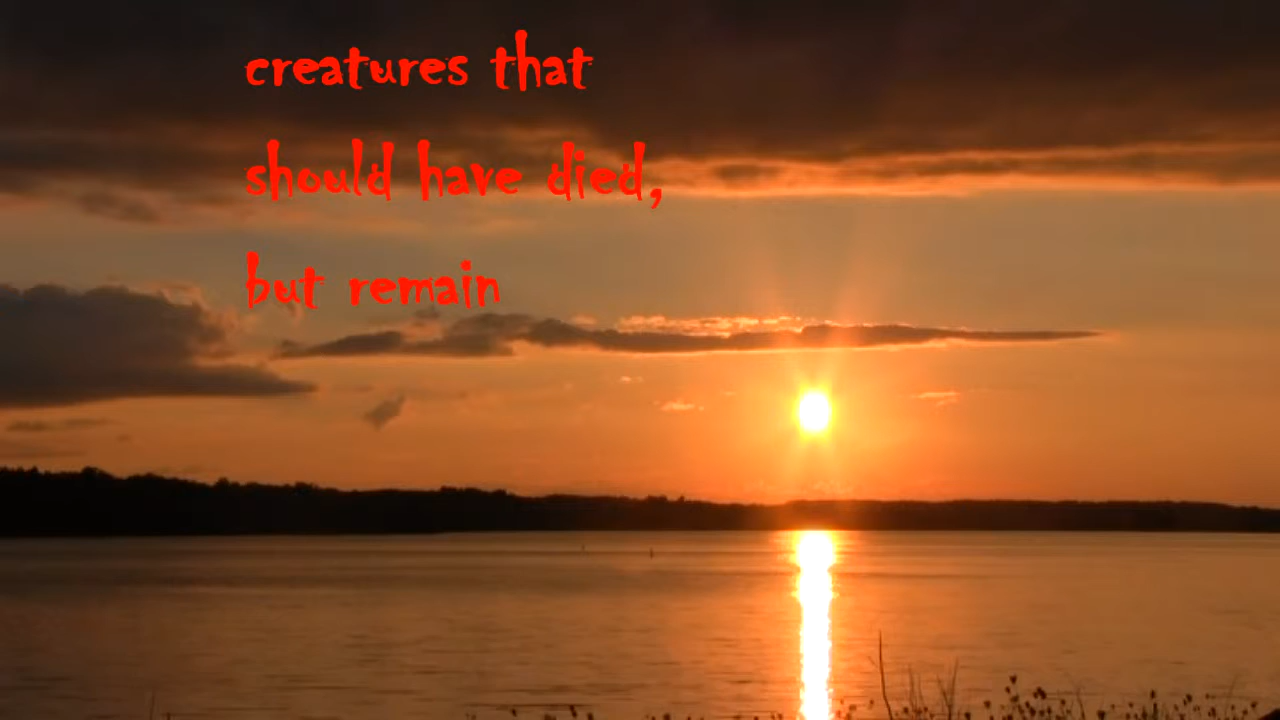 creatures that
should have died,
but remain